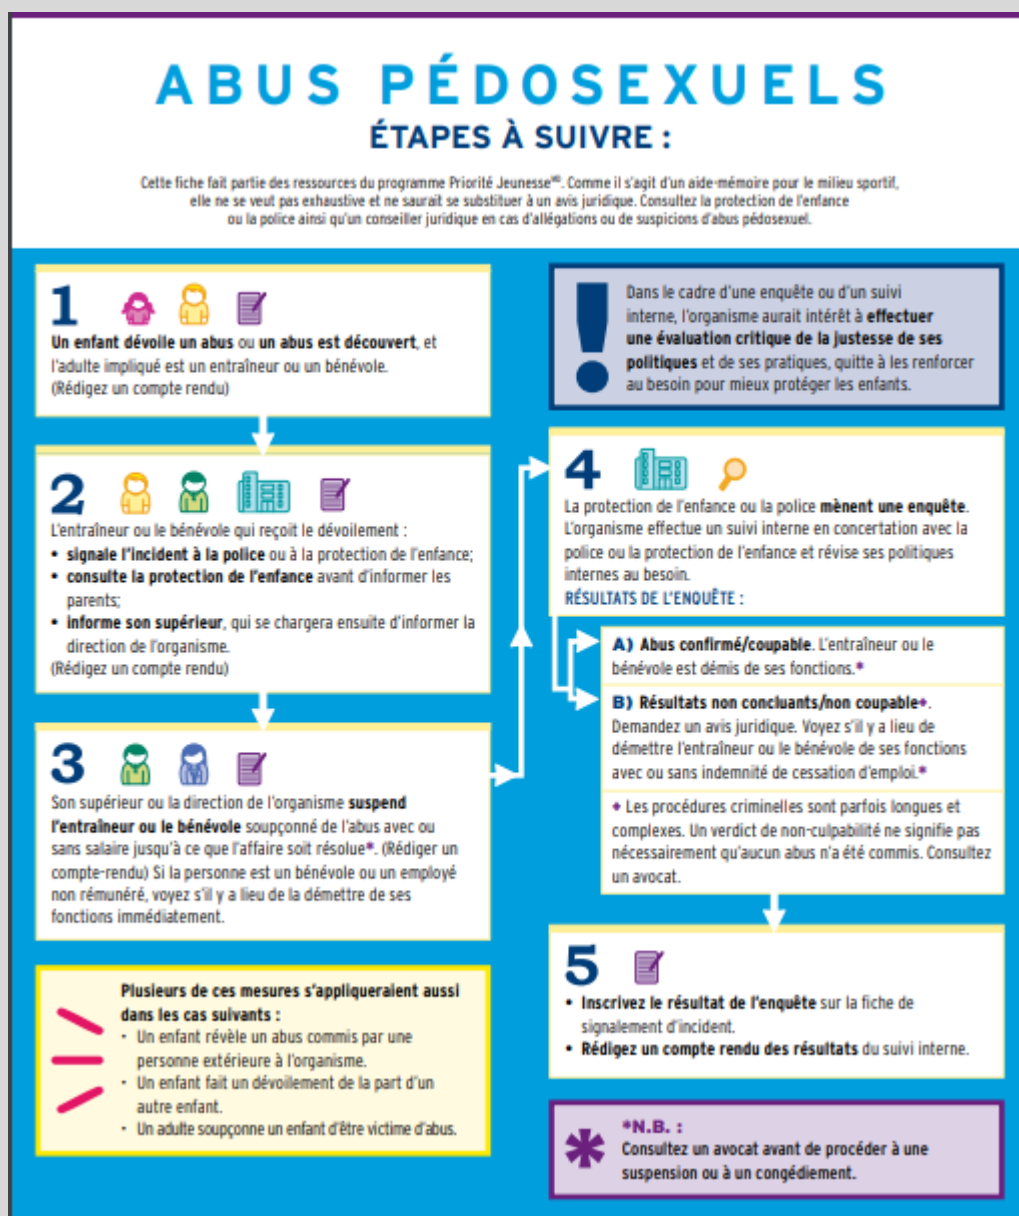 ABUS PÉDOSEXUELS
ÉTAPES À SUIVRE :
Cette fiche fait partie des ressources du programme Priorité Jeunesse^MD. Comme il s'agit d'un aide-mémoire pour le milieu sportif,
elle ne se veut pas exhaustive et ne saurait se substituer à un avis juridique. Consultez la protection de l'enfance
ou la police ainsi qu'un conseiller juridique en cas d'allégations ou de suspicions d'abus pédosexuel.
1
Un enfant dévoile un abus ou un abus est découvert, et
l'adulte impliqué est un entraîneur ou un bénévole.
(Rédigez un compte rendu)
2
L'entraîneur ou le bénévole qui reçoit le dévoilement :
• signale l'incident à la police ou à la protection de l'enfance;
• consulte la protection de l'enfance avant d'informer les
parents;
• informe son supérieur, qui se chargera ensuite d'informer la
direction de l'organisme.
(Rédigez un compte rendu)
3
Son supérieur ou la direction de l'organisme suspend
l'entraîneur ou le bénévole soupçonné de l'abus avec ou
sans salaire jusqu'à ce que l'affaire soit résolue*. (Rédiger un
compte-rendu) Si la personne est un bénévole ou un employé
non rémunéré, voyez s'il y a lieu de la démettre de ses
fonctions immédiatement.
Plusieurs de ces mesures s'appliqueraient aussi
dans les cas suivants :
• Un enfant révèle un abus commis par une
personne extérieure à l'organisme.
• Un enfant fait un dévoilement de la part d'un
autre enfant.
• Un adulte soupçonne un enfant d'être victime d'abus.
!
Dans le cadre d'une enquête ou d'un suivi
interne, l'organisme aurait intérêt à effectuer
une évaluation critique de la justesse de ses
politiques et de ses pratiques, quitte à les renforcer
au besoin pour mieux protéger les enfants.
4
La protection de l'enfance ou la police mènent une enquête.
L'organisme effectue un suivi interne en concertation avec la
police ou la protection de l'enfance et révise ses politiques
internes au besoin.
RÉSULTATS DE L'ENQUÊTE :
A) Abus confirmé/coupable. L'entraîneur ou le
bénévole est démis de ses fonctions.*
B) Résultats non concluants/non coupable+.
Demandez un avis juridique. Voyez s'il y a lieu de
démettre l'entraîneur ou le bénévole de ses fonctions
avec ou sans indemnité de cessation d'emploi.*
+ Les procédures criminelles sont parfois longues et
complexes. Un verdict de non-culpabilité ne signifie pas
nécessairement qu'aucun abus n'a été commis. Consultez
un avocat.
5
• Inscrivez le résultat de l'enquête sur la fiche de
signalement d'incident.
• Rédigez un compte rendu des résultats du suivi interne.
*N.B. :
* Consultez un avocat avant de procéder à une
suspension ou à un congédiement.